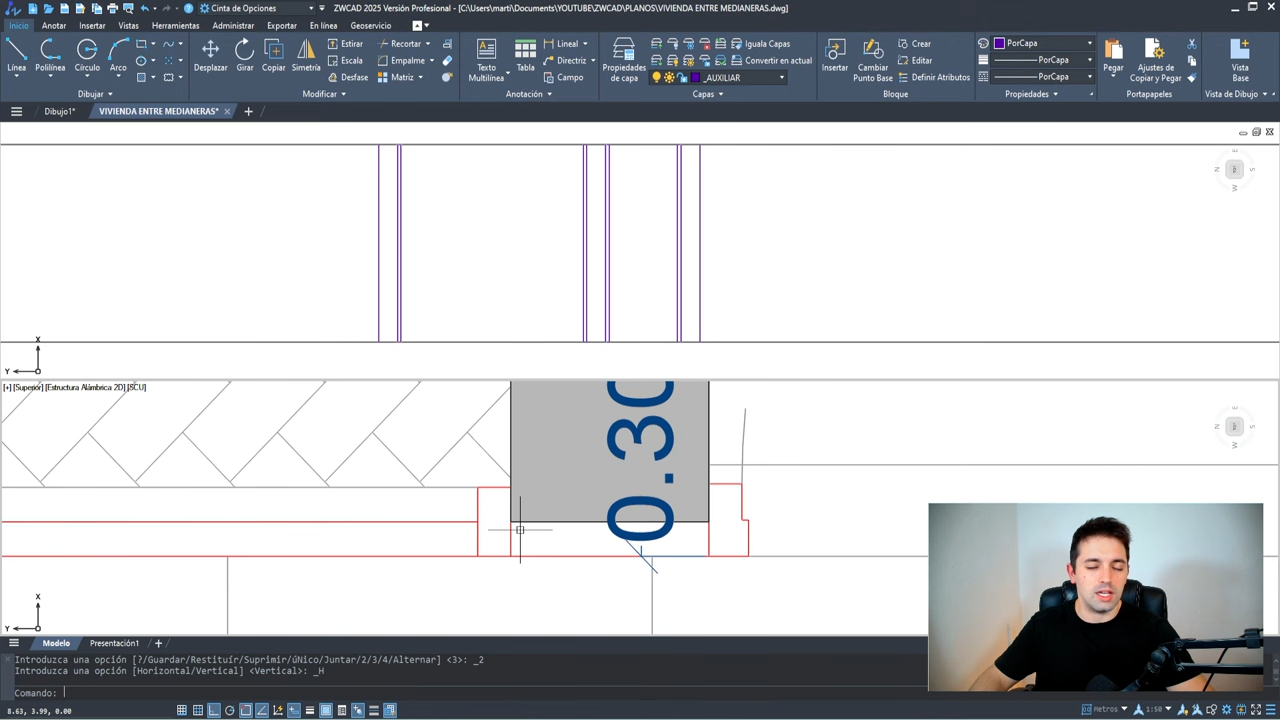 Cinta de Opciones
ZWCAD 2025 Versión Profesional - [C:\Users\marti\Documents\YOUTUBE\ZWCAD\PLANOS\VIVIENDA ENTRE MEDIANERAS.dwg]
Inicio Anotar Insertar Vistas Herramientas Administrar Exportar En línea Geoservicio
Línea Polilínea Círculo Arco
Desplazar Girar Copiar Simetría
Estirar Recortar
Escala Empalme
Desfase Matriz
Texto Multilínea Tabla
Lineal
Directriz
Campo
Propiedades de capa
Iguala Capas
Convertir en actual
_AUXILIAR
Insertar
Cambiar Punto Base
Crear
Editar
Definir Atributos
PorCapa
PorCapa
PorCapa
Pegar
Ajustes de Copiar y Pegar
Vista Base
Dibujar Modificar Anotación Capas Bloque Propiedades Portapapeles Vista de Dibujo
Dibujo1* VIVIENDA ENTRE MEDIANERAS*
E
N S
W
X
Y
[+] [Superior] [Estructura Alámbrica 2D] [SCU]
0.30
E
N S
W
X
Y
Modelo Presentación1
Introduzca una opción [?/Guardar/Restituír/Suprimír/úNico/Juntar/2/3/4/Alternar] <3>: _2
Introduzca una opción [Horizontal/Vertical] <Vertical>: _H
Comando:
8.63, 13.99, 0.00
Metros 1:50